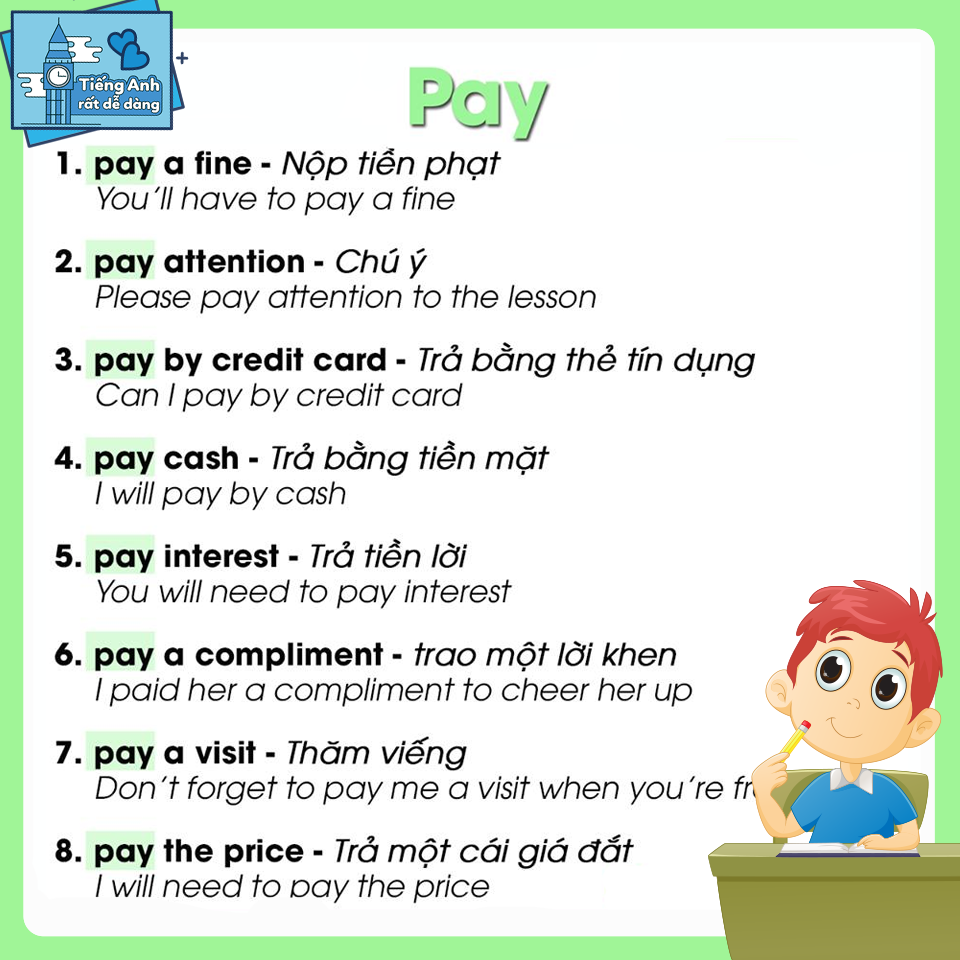 Tiếng Anh
rất dễ dàng
Pay
1. pay a fine - Nộp tiền phạt
You'll have to pay a fine
2. pay attention - Chú ý
Please pay attention to the lesson
3. pay by credit card - Trả bằng thẻ tín dụng
Can I pay by credit card
4. pay cash - Trả bằng tiền mặt
I will pay by cash
5. pay interest - Trả tiền lời
You will need to pay interest
6. pay a compliment - trao một lời khen
I paid her a compliment to cheer her up
7. pay a visit - Thăm viếng
Don't forget to pay me a visit when you're
8. pay the price - Trả một cái giá đắt
I will need to pay the price